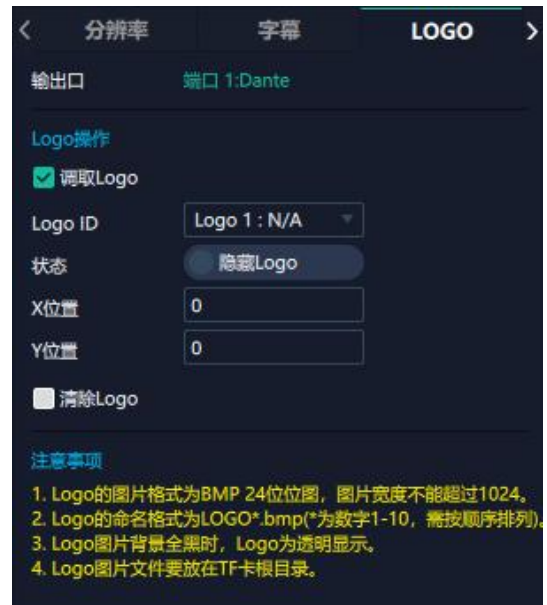 分辨率 字幕 LOGO
输出口 端口 1:Dante
Logo操作
调取Logo
Logo ID Logo 1 : N/A
状态 隐藏Logo
X位置 0
Y位置 0
清除Logo
注意事项
1. Logo的图片格式为BMP 24位位图，图片宽度不能超过1024。
2. Logo的命名格式为LOGO*.bmp(*为数字1-10，需按顺序排列)。
3. Logo图片背景全黑时，Logo为透明显示。
4. Logo图片文件要放在TF卡根目录。